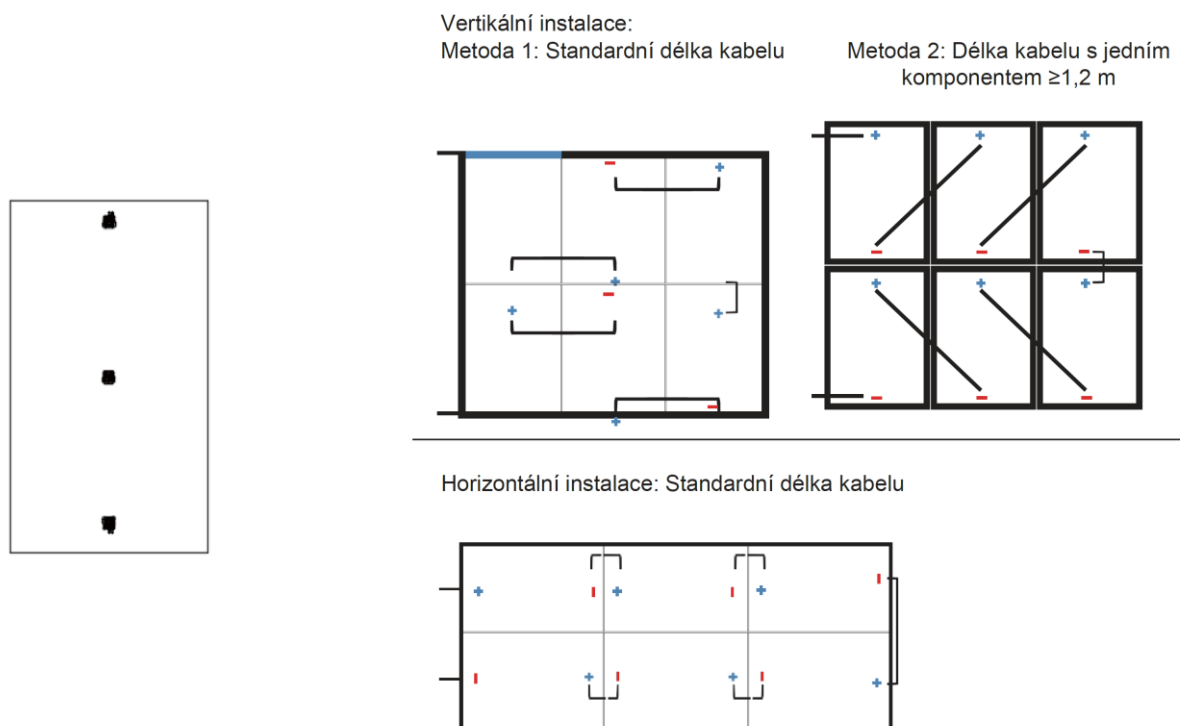 Vertikální instalace:
Metoda 1: Standardní délka kabelu
Metoda 2: Délka kabelu s jedním
komponentem ≥1,2 m
Horizontální instalace: Standardní délka kabelu